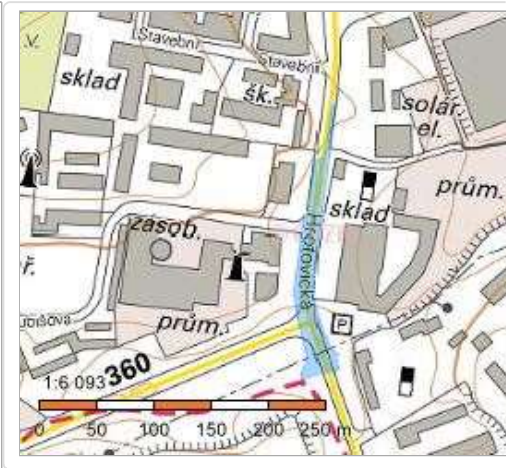 Stavební
Stavební
.v.
sklad
šk.
solár.
el.
prům.
sklad
Hrotovická
zásob.
ř.
prům.
P
360
1:6 093
0 50 100 150 200 250 m